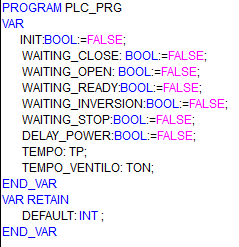 PROGRAM PLC_PRG
VAR
INIT:BOOL:=FALSE;
WAITING_CLOSE: BOOL:=FALSE;
WAITING_OPEN: BOOL:=FALSE;
WAITING_READY:BOOL:=FALSE;
WAITING_INVERSION:BOOL:=FALSE;
WAITING_STOP:BOOL:=FALSE;
DELAY_POWER:BOOL:=FALSE;
TEMPO: TP;
TEMPO_VENTILO: TON;
END_VAR
VAR RETAIN
DEFAULT: INT ;
END_VAR